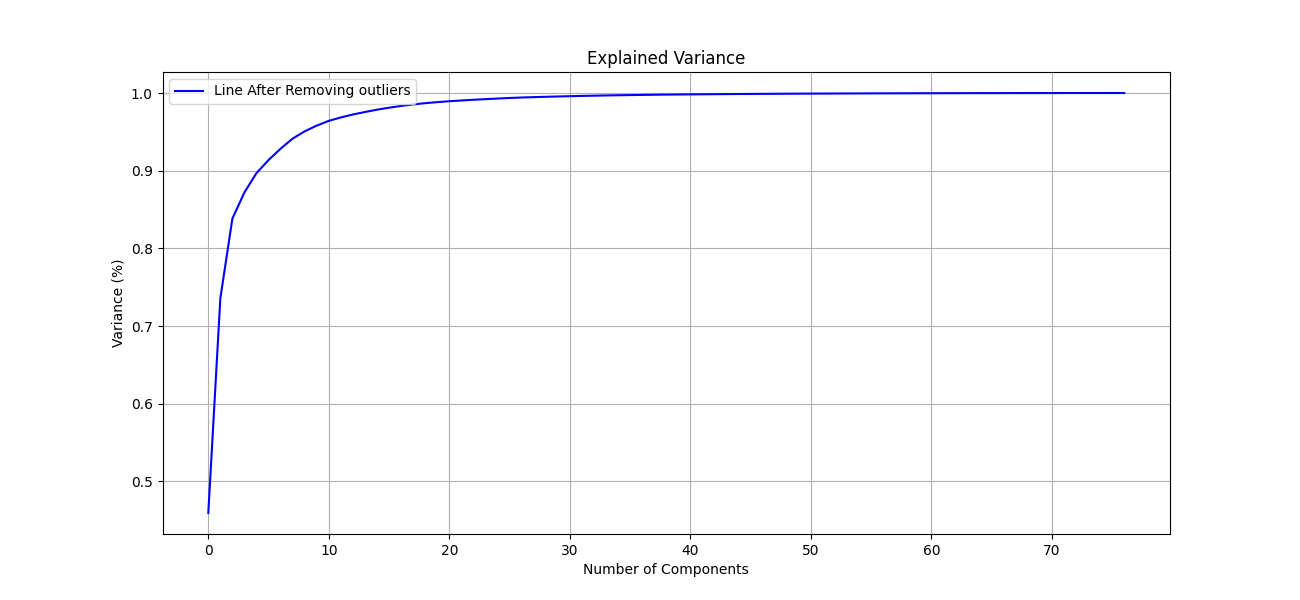 Explained Variance
Line After Removing outliers
1.0
0.9
0.8
0.7
0.6
0.5
Variance (%)
0 10 20 30 40 50 60 70
Number of Components